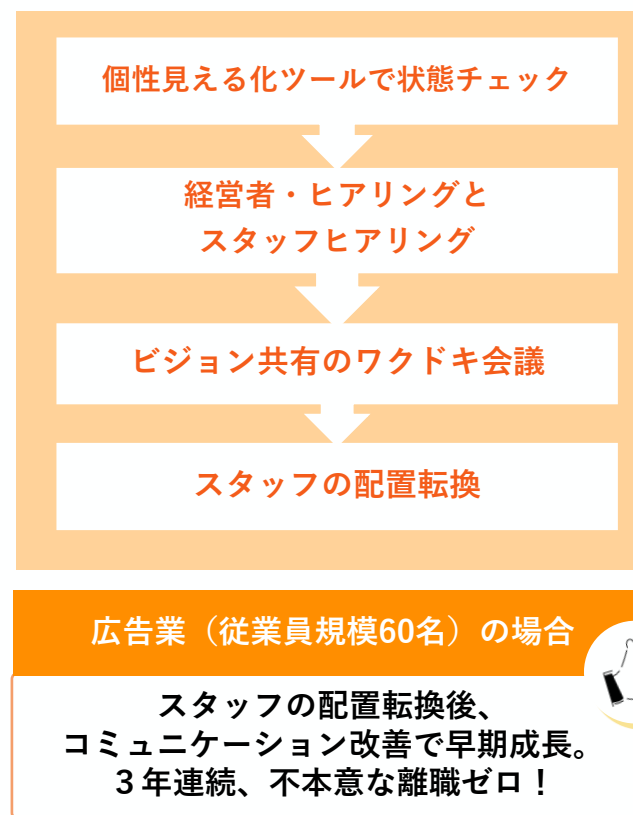 個性見える化ツールで状態チェック
経営者・ヒアリングと
スタッフヒアリング
ビジョン共有のワクドキ会議
スタッフの配置転換
広告業（従業員規模60名）の場合
スタッフの配置転換後、
コミュニケーション改善で早期成長。
３年連続、不本意な離職ゼロ！